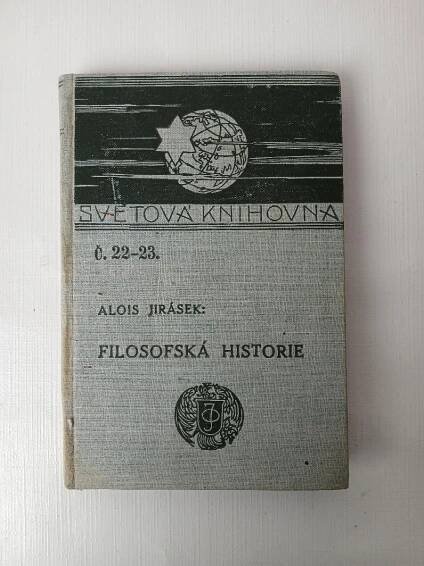 SVĚTOVÁ KNIHOVNA
Č. 22-23.
ALOIS JIRÁSEK:
FILOSOFSKÁ HISTORIE